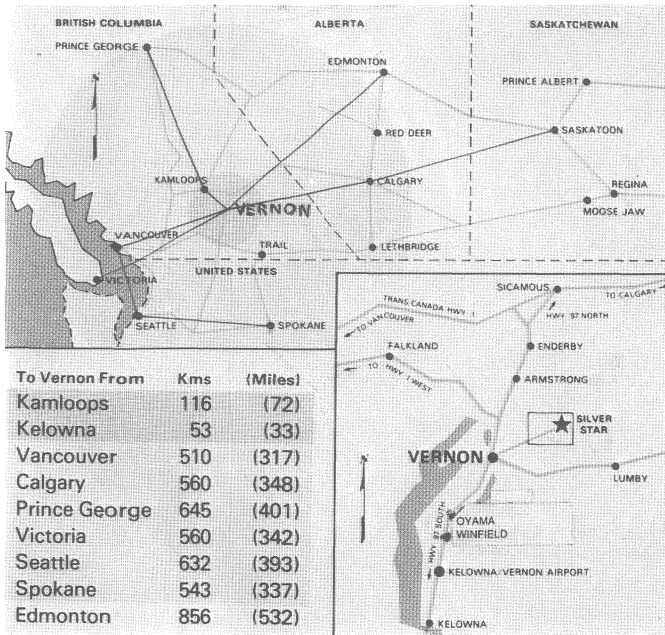 BRITISH COLUMBIA
ALBERTA
SASKATCHEWAN
PRINCE GEORGE
EDMONTON
PRINCE ALBERT
RED DEER
SASKATOON
KAMLOOPS
CALGARY
REGINA
VERNON
MOOSE JAW
VANCOUVER
TRAIL
LETHBRIDGE
UNITED STATES
VICTORIA
SEATTLE
SPOKANE
To Vernon From Kms (Miles)
Kamloops 116 (72)
Kelowna 53 (33)
Vancouver 510 (317)
Calgary 560 (348)
Prince George 645 (401)
Victoria 560 (342)
Seattle 632 (393)
Spokane 543 (337)
Edmonton 856 (532)
SICAMOUS
TO CALGARY
TRANS CANADA HWY 1
HWY 97 NORTH
TO VANCOUVER
FALKLAND
ENDERBY
TO HWY 1 WEST
ARMSTRONG
SILVER
STAR
VERNON
LUMBY
OYAMA
WINFIELD
HWY 97 SOUTH
KELOWNA/VERNON AIRPORT
KELOWNA